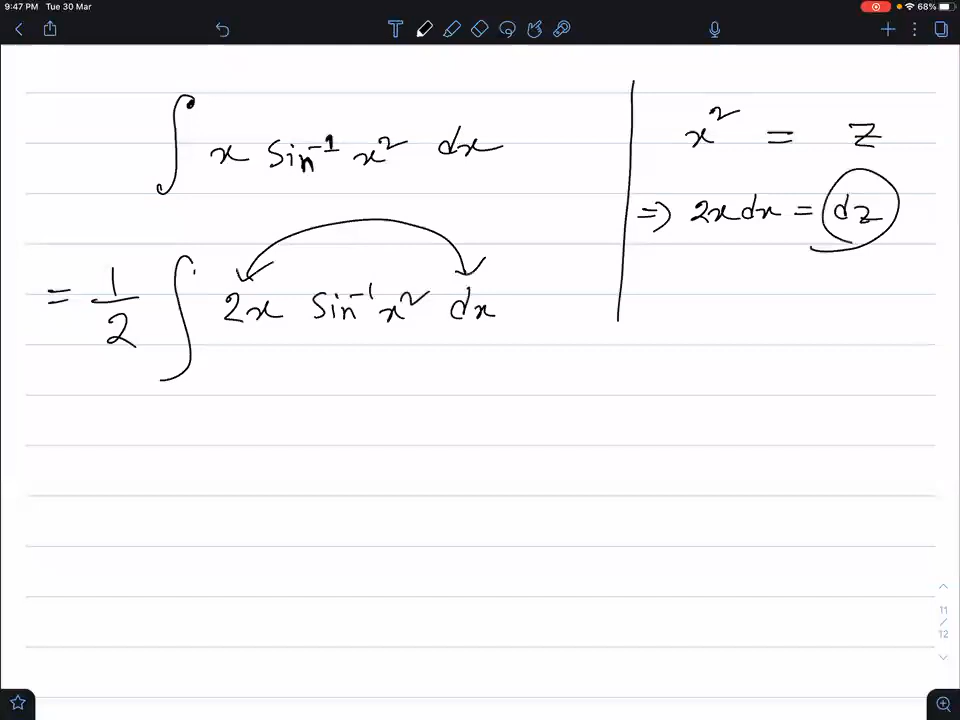 9:47 PM Tue 30 Mar
68%
T
∫ x sin⁻¹ x² dx
x² = z
⇒ 2x dx = dz
= 1/2 ∫ 2x sin⁻¹ x² dx
11
/
12